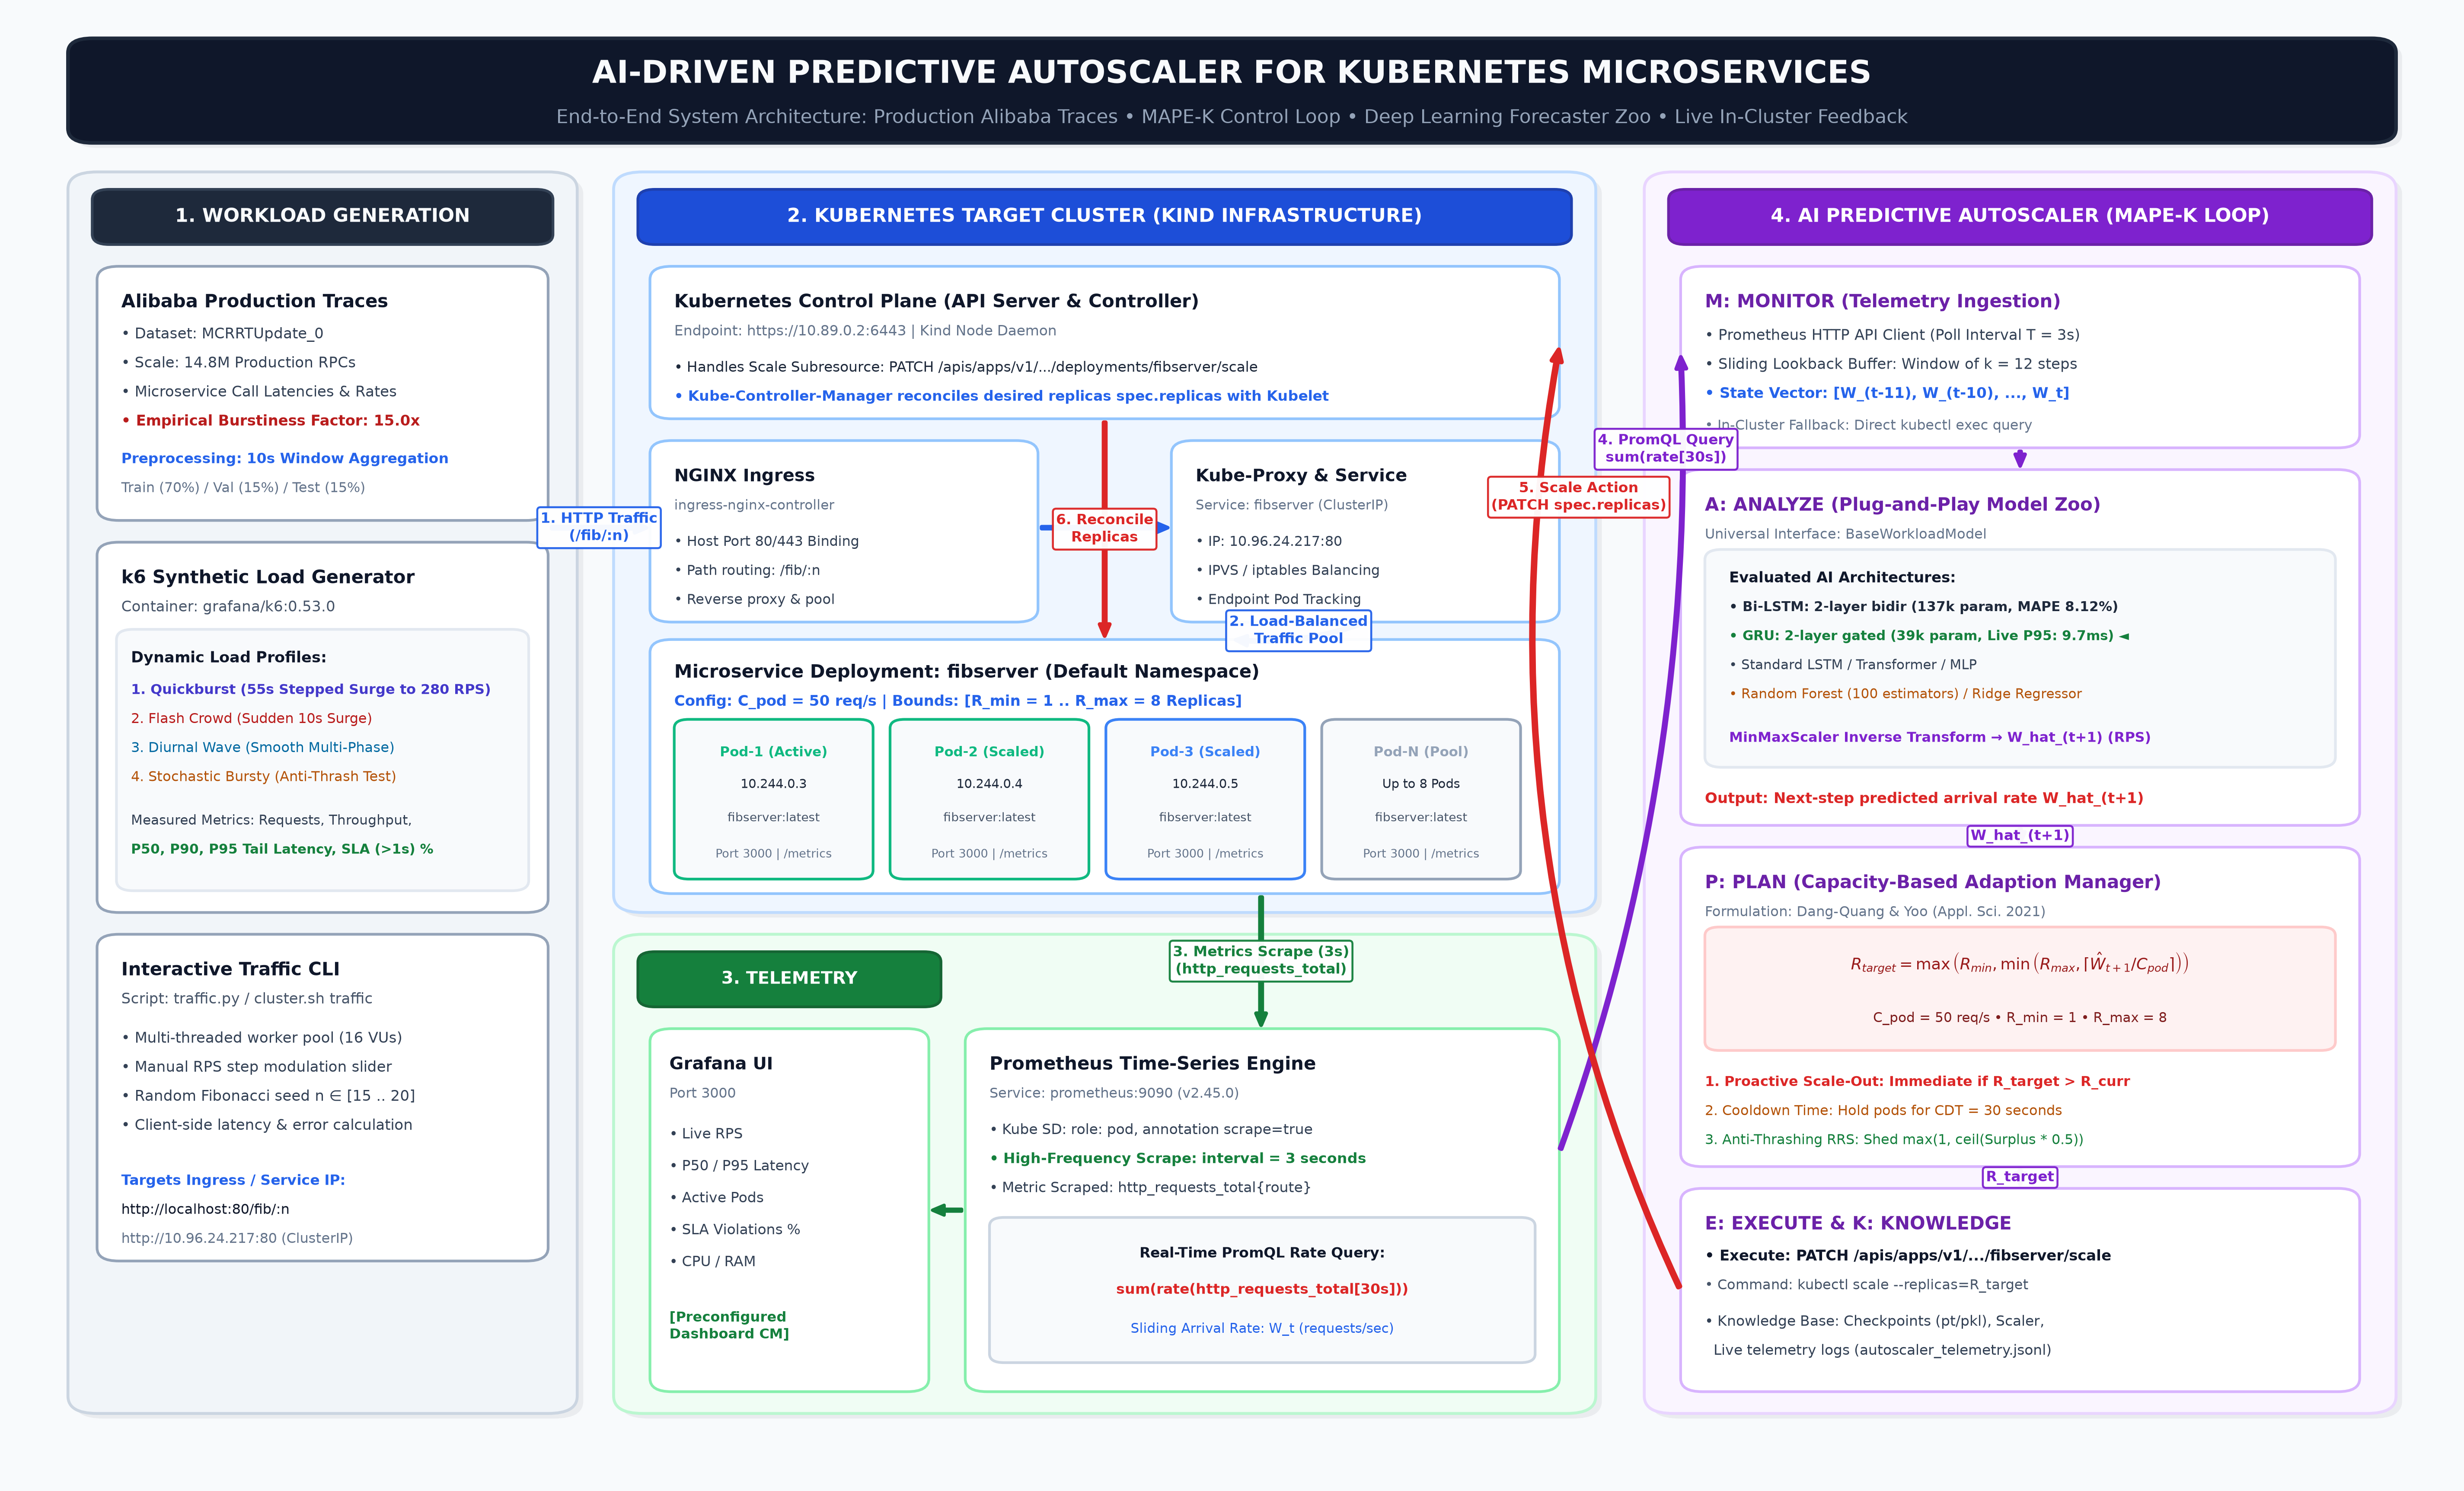 AI-DRIVEN PREDICTIVE AUTOSCALER FOR KUBERNETES MICROSERVICES
End-to-End System Architecture: Production Alibaba Traces • MAPE-K Control Loop • Deep Learning Forecaster Zoo • Live In-Cluster Feedback
1. WORKLOAD GENERATION
Alibaba Production Traces
• Dataset: MCRRTUpdate_0
• Scale: 14.8M Production RPCs
• Microservice Call Latencies & Rates
• Empirical Burstiness Factor: 15.0x
Preprocessing: 10s Window Aggregation
Train (70%) / Val (15%) / Test (15%)
1. HTTP Traffic
(/fib/:n)
k6 Synthetic Load Generator
Container: grafana/k6:0.53.0
Dynamic Load Profiles:
1. Quickburst (55s Stepped Surge to 280 RPS)
2. Flash Crowd (Sudden 10s Surge)
3. Diurnal Wave (Smooth Multi-Phase)
4. Stochastic Bursty (Anti-Thrash Test)
Measured Metrics: Requests, Throughput,
P50, P90, P95 Tail Latency, SLA (>1s) %
Interactive Traffic CLI
Script: traffic.py / cluster.sh traffic
• Multi-threaded worker pool (16 VUs)
• Manual RPS step modulation slider
• Random Fibonacci seed n ∈ [15 .. 20]
• Client-side latency & error calculation
Targets Ingress / Service IP:
http://localhost:80/fib/:n
http://10.96.24.217:80 (ClusterIP)
2. KUBERNETES TARGET CLUSTER (KIND INFRASTRUCTURE)
Kubernetes Control Plane (API Server & Controller)
Endpoint: https://10.89.0.2:6443 | Kind Node Daemon
• Handles Scale Subresource: PATCH /apis/apps/v1/.../deployments/fibserver/scale
• Kube-Controller-Manager reconciles desired replicas spec.replicas with Kubelet
NGINX Ingress
ingress-nginx-controller
• Host Port 80/443 Binding
• Path routing: /fib/:n
• Reverse proxy & pool
6. Reconcile
Replicas
Kube-Proxy & Service
Service: fibserver (ClusterIP)
• IP: 10.96.24.217:80
• IPVS / iptables Balancing
• Endpoint Pod Tracking
2. Load-Balanced
Traffic Pool
5. Scale Action
(PATCH spec.replicas)
4. PromQL Query
sum(rate[30s])
Microservice Deployment: fibserver (Default Namespace)
Config: C_pod = 50 req/s | Bounds: [R_min = 1 .. R_max = 8 Replicas]
Pod-1 (Active)
10.244.0.3
fibserver:latest
Port 3000 | /metrics
Pod-2 (Scaled)
10.244.0.4
fibserver:latest
Port 3000 | /metrics
Pod-3 (Scaled)
10.244.0.5
fibserver:latest
Port 3000 | /metrics
Pod-N (Pool)
Up to 8 Pods
fibserver:latest
Port 3000 | /metrics
3. Metrics Scrape (3s)
(http_requests_total)
3. TELEMETRY
Grafana UI
Port 3000
• Live RPS
• P50 / P95 Latency
• Active Pods
• SLA Violations %
• CPU / RAM
[Preconfigured
Dashboard CM]
Prometheus Time-Series Engine
Service: prometheus:9090 (v2.45.0)
• Kube SD: role: pod, annotation scrape=true
• High-Frequency Scrape: interval = 3 seconds
• Metric Scraped: http_requests_total{route}
Real-Time PromQL Rate Query:
sum(rate(http_requests_total[30s]))
Sliding Arrival Rate: W_t (requests/sec)
4. AI PREDICTIVE AUTOSCALER (MAPE-K LOOP)
M: MONITOR (Telemetry Ingestion)
• Prometheus HTTP API Client (Poll Interval T = 3s)
• Sliding Lookback Buffer: Window of k = 12 steps
• State Vector: [W_(t-11), W_(t-10), ..., W_t]
• In-Cluster Fallback: Direct kubectl exec query
A: ANALYZE (Plug-and-Play Model Zoo)
Universal Interface: BaseWorkloadModel
Evaluated AI Architectures:
• Bi-LSTM: 2-layer bidir (137k param, MAPE 8.12%)
• GRU: 2-layer gated (39k param, Live P95: 9.7ms) ◄
• Standard LSTM / Transformer / MLP
• Random Forest (100 estimators) / Ridge Regressor
MinMaxScaler Inverse Transform → W_hat_(t+1) (RPS)
Output: Next-step predicted arrival rate W_hat_(t+1)
W_hat_(t+1)
P: PLAN (Capacity-Based Adaption Manager)
Formulation: Dang-Quang & Yoo (Appl. Sci. 2021)
R_{target} = max(R_{min}, min(R_{max}, ⌈Ŵ_{t+1}/C_{pod}⌉))
C_pod = 50 req/s • R_min = 1 • R_max = 8
1. Proactive Scale-Out: Immediate if R_target > R_curr
2. Cooldown Time: Hold pods for CDT = 30 seconds
3. Anti-Thrashing RRS: Shed max(1, ceil(Surplus * 0.5))
R_target
E: EXECUTE & K: KNOWLEDGE
• Execute: PATCH /apis/apps/v1/.../fibserver/scale
• Command: kubectl scale --replicas=R_target
• Knowledge Base: Checkpoints (pt/pkl), Scaler,
Live telemetry logs (autoscaler_telemetry.jsonl)